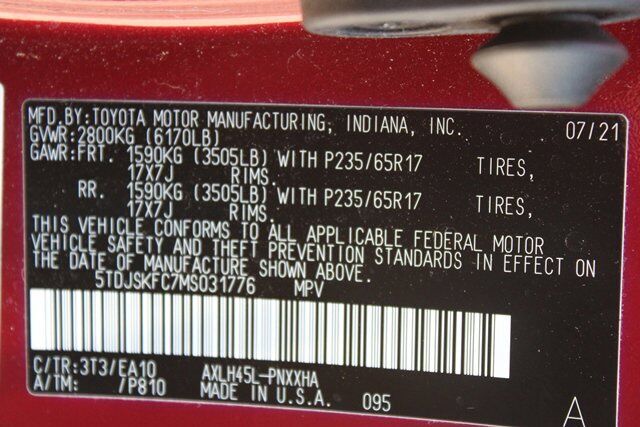 MFD.BY:TOYOTA MOTOR MANUFACTURING, INDIANA, INC. 07/21
GVWR:2800KG (6170LB)
GAWR:FRT. 1590KG (3505LB) WITH P235/65R17 TIRES,
17X7J RIMS.
RR. 1590KG (3505LB) WITH P235/65R17 TIRES,
17X7J RIMS.
THIS VEHICLE CONFORMS TO ALL APPLICABLE FEDERAL MOTOR
VEHICLE SAFETY AND THEFT PREVENTION STANDARDS IN EFFECT ON
THE DATE OF MANUFACTURE SHOWN ABOVE.
5TDJSKFC7MS031776 MPV
C/TR:3T3/EA10 AXLH45L-PNXXHA
A/TM: /P810 MADE IN U.S.A. 095 A